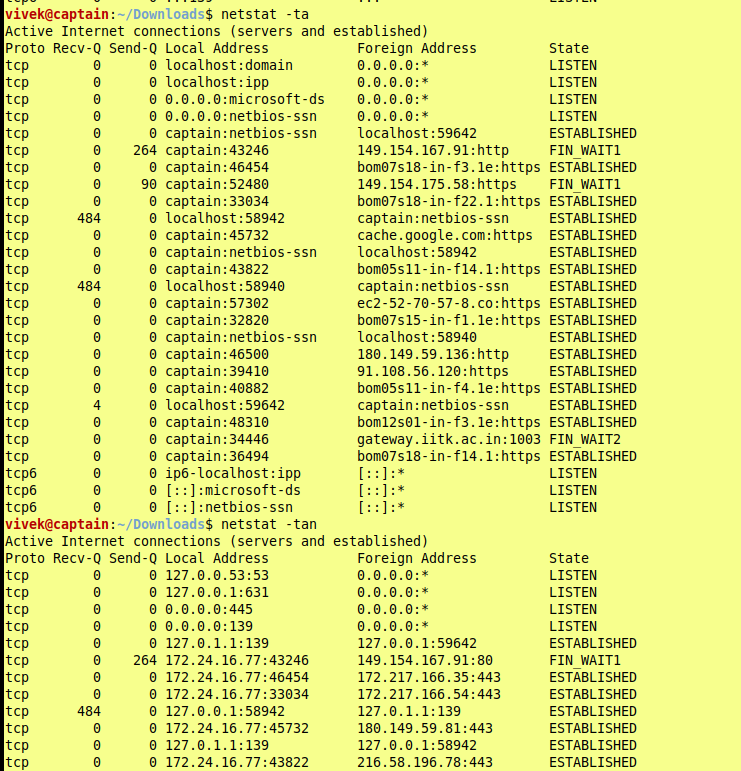 vivek@captain:~/Downloads$ netstat -ta
Active Internet connections (servers and established)
Proto Recv-Q Send-Q Local Address           Foreign Address         State
tcp        0      0 localhost:domain        0.0.0.0:*               LISTEN
tcp        0      0 localhost:ipp           0.0.0.0:*               LISTEN
tcp        0      0 0.0.0.0:microsoft-ds    0.0.0.0:*               LISTEN
tcp        0      0 0.0.0.0:netbios-ssn     0.0.0.0:*               LISTEN
tcp        0      0 captain:netbios-ssn     localhost:59642         ESTABLISHED
tcp        0    264 captain:43246           149.154.167.91:http     FIN_WAIT1
tcp        0      0 captain:46454           bom07s18-in-f3.1e:https ESTABLISHED
tcp        0     90 captain:52480           149.154.175.58:https    FIN_WAIT1
tcp        0      0 captain:33034           bom07s18-in-f22.1:https ESTABLISHED
tcp      484      0 localhost:58942         captain:netbios-ssn     ESTABLISHED
tcp        0      0 captain:45732           cache.google.com:https  ESTABLISHED
tcp        0      0 captain:netbios-ssn     localhost:58942         ESTABLISHED
tcp        0      0 captain:43822           bom05s11-in-f14.1:https ESTABLISHED
tcp      484      0 localhost:58940         captain:netbios-ssn     ESTABLISHED
tcp        0      0 captain:57302           ec2-52-70-57-8.co:https ESTABLISHED
tcp        0      0 captain:32820           bom07s15-in-f1.1e:https ESTABLISHED
tcp        0      0 captain:netbios-ssn     localhost:58940         ESTABLISHED
tcp        0      0 captain:46500           180.149.59.136:http     ESTABLISHED
tcp        0      0 captain:39410           91.108.56.120:https     ESTABLISHED
tcp        0      0 captain:40882           bom05s11-in-f4.1e:https ESTABLISHED
tcp        4      0 localhost:59642         captain:netbios-ssn     ESTABLISHED
tcp        0      0 captain:48310           bom12s01-in-f3.1e:https ESTABLISHED
tcp        0      0 captain:34446           gateway.iitk.ac.in:1003 FIN_WAIT2
tcp        0      0 captain:36494           bom07s18-in-f14.1:https ESTABLISHED
tcp6       0      0 ip6-localhost:ipp       [::]:*                  LISTEN
tcp6       0      0 [::]:microsoft-ds       [::]:*                  LISTEN
tcp6       0      0 [::]:netbios-ssn        [::]:*                  LISTEN
vivek@captain:~/Downloads$ netstat -tan
Active Internet connections (servers and established)
Proto Recv-Q Send-Q Local Address           Foreign Address         State
tcp        0      0 127.0.0.53:53           0.0.0.0:*               LISTEN
tcp        0      0 127.0.0.1:631           0.0.0.0:*               LISTEN
tcp        0      0 0.0.0.0:445             0.0.0.0:*               LISTEN
tcp        0      0 0.0.0.0:139             0.0.0.0:*               LISTEN
tcp        0      0 127.0.1.1:139           127.0.0.1:59642         ESTABLISHED
tcp        0    264 172.24.16.77:43246      149.154.167.91:80       FIN_WAIT1
tcp        0      0 172.24.16.77:46454      172.217.166.35:443      ESTABLISHED
tcp        0      0 172.24.16.77:33034      172.217.166.54:443      ESTABLISHED
tcp      484      0 127.0.0.1:58942         127.0.1.1:139           ESTABLISHED
tcp        0      0 172.24.16.77:45732      180.149.59.81:443       ESTABLISHED
tcp        0      0 127.0.1.1:139           127.0.0.1:58942         ESTABLISHED
tcp        0      0 172.24.16.77:43822      216.58.196.78:443       ESTABLISHED